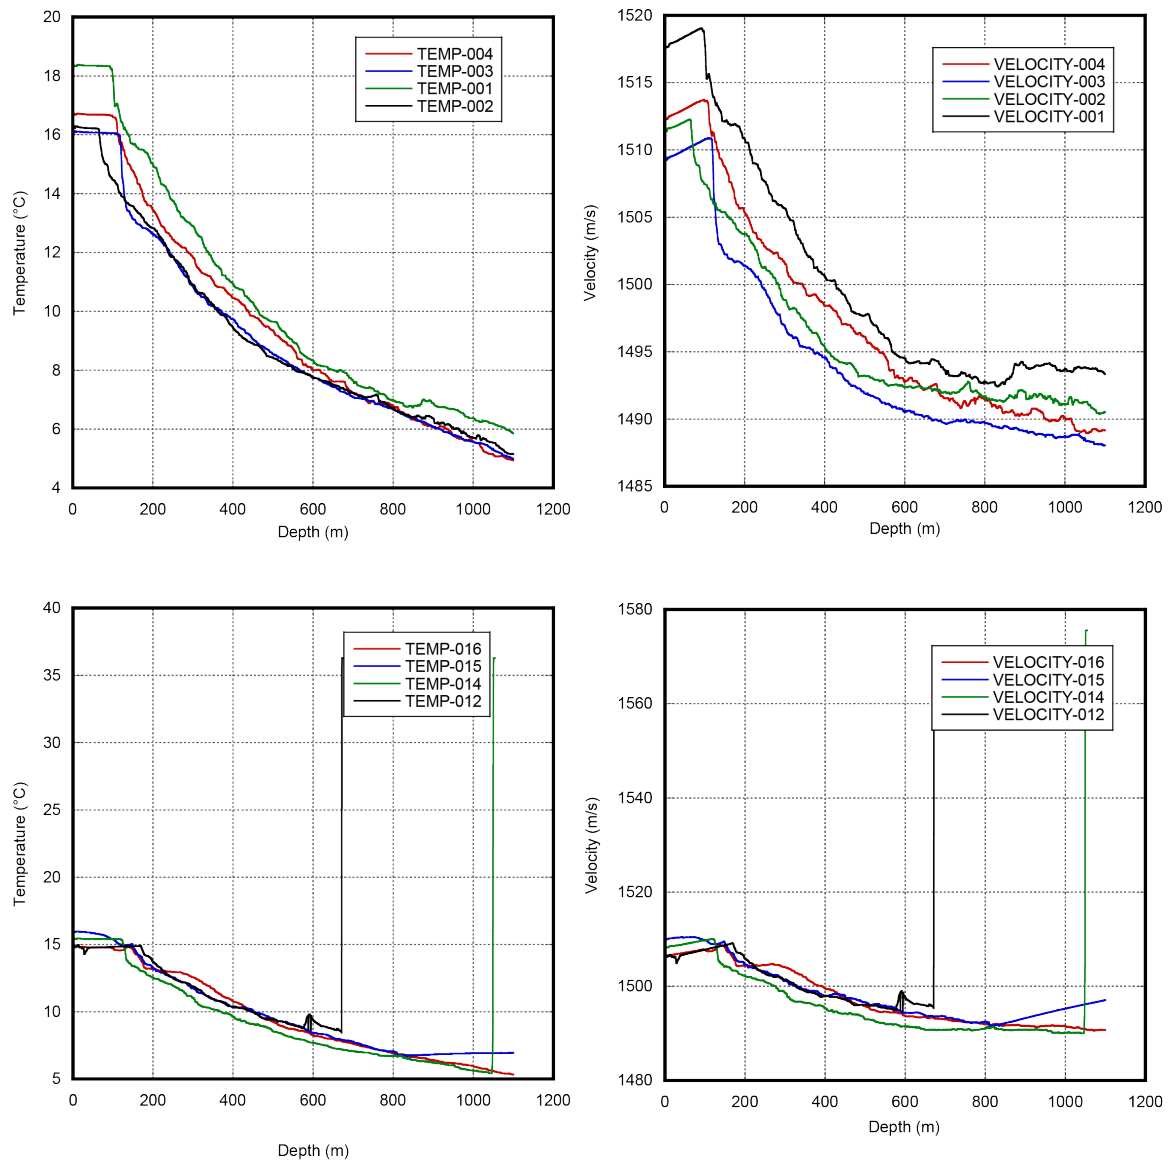 20
18
16
14
12
10
8
6
4
Temperature (°C)
TEMP-004
TEMP-003
TEMP-001
TEMP-002
0 200 400 600 800 1000 1200
Depth (m)
1520
1515
1510
1505
1500
1495
1490
1485
Velocity (m/s)
VELOCITY-004
VELOCITY-003
VELOCITY-002
VELOCITY-001
0 200 400 600 800 1000 1200
Depth (m)
40
35
30
25
20
15
10
5
Temperature (°C)
TEMP-016
TEMP-015
TEMP-014
TEMP-012
0 200 400 600 800 1000 1200
Depth (m)
1580
1560
1540
1520
1500
1480
Velocity (m/s)
VELOCITY-016
VELOCITY-015
VELOCITY-014
VELOCITY-012
0 200 400 600 800 1000 1200
Depth (m)